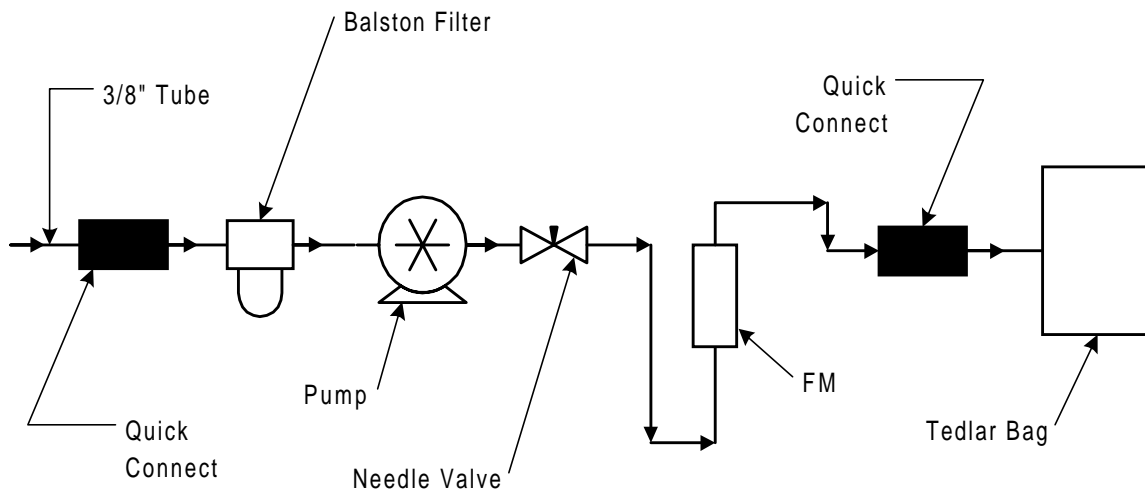 Balston Filter
3/8" Tube
Quick
Connect
Pump
FM
Quick
Connect
Needle Valve
Tedlar Bag